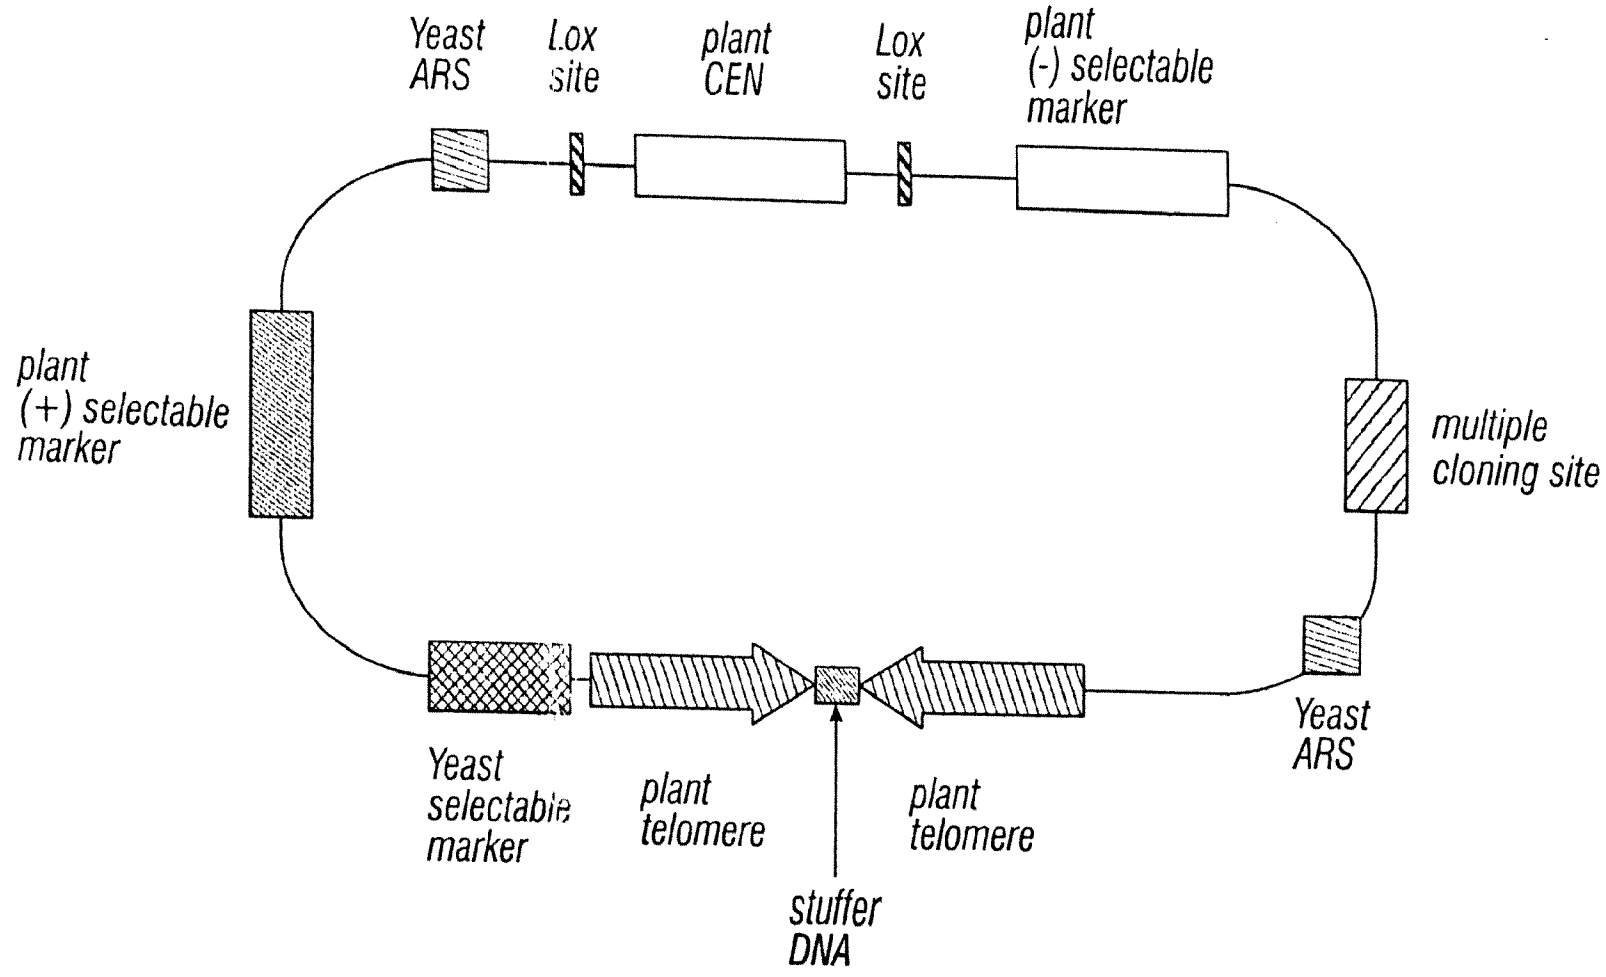 Yeast
ARS
Lox
site
plant
CEN
Lox
site
plant
(-) selectable
marker
plant
(+) selectable
marker
multiple
cloning site
Yeast
ARS
Yeast
selectable
marker
plant
telomere
plant
telomere
stuffer
DNA